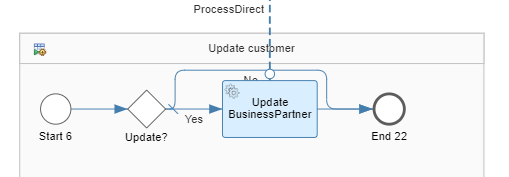 ProcessDirect
Update customer
No
Update
BusinessPartner
Yes
Start 6
Update?
End 22